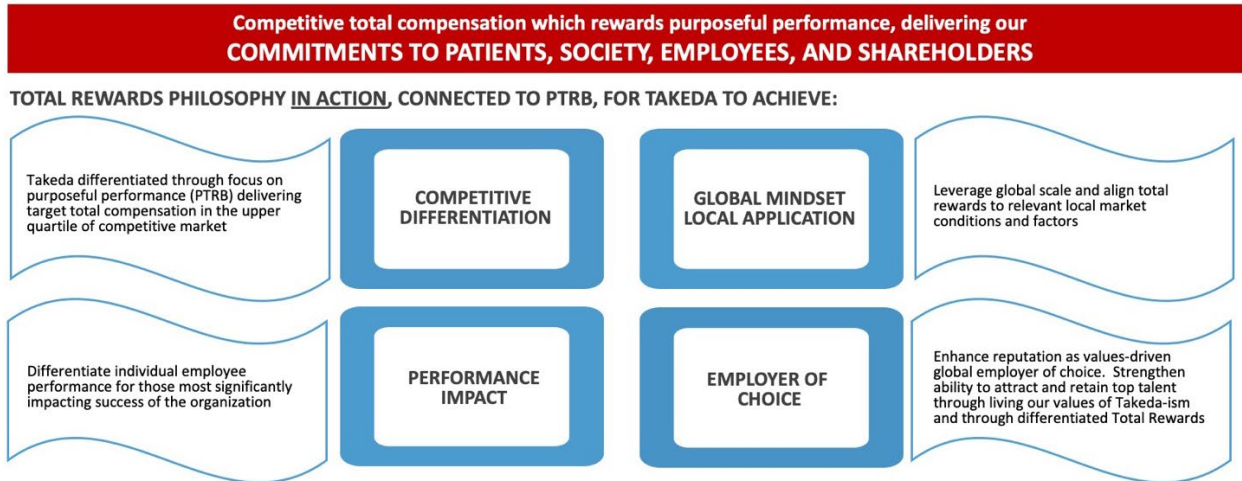 Competitive total compensation which rewards purposeful performance, delivering our
COMMITMENTS TO PATIENTS, SOCIETY, EMPLOYEES, AND SHAREHOLDERS
TOTAL REWARDS PHILOSOPHY IN ACTION, CONNECTED TO PTRB, FOR TAKEDA TO ACHIEVE:
Takeda differentiated through focus on
purposeful performance (PTRB) delivering
target total compensation in the upper
quartile of competitive market
COMPETITIVE
DIFFERENTIATION
GLOBAL MINDSET
LOCAL APPLICATION
Leverage global scale and align total
rewards to relevant local market
conditions and factors
Differentiate individual employee
performance for those most significantly
impacting success of the organization
PERFORMANCE
IMPACT
EMPLOYER OF
CHOICE
Enhance reputation as values-driven
global employer of choice.  Strengthen
ability to attract and retain top talent
through living our values of Takeda-ism
and through differentiated Total Rewards